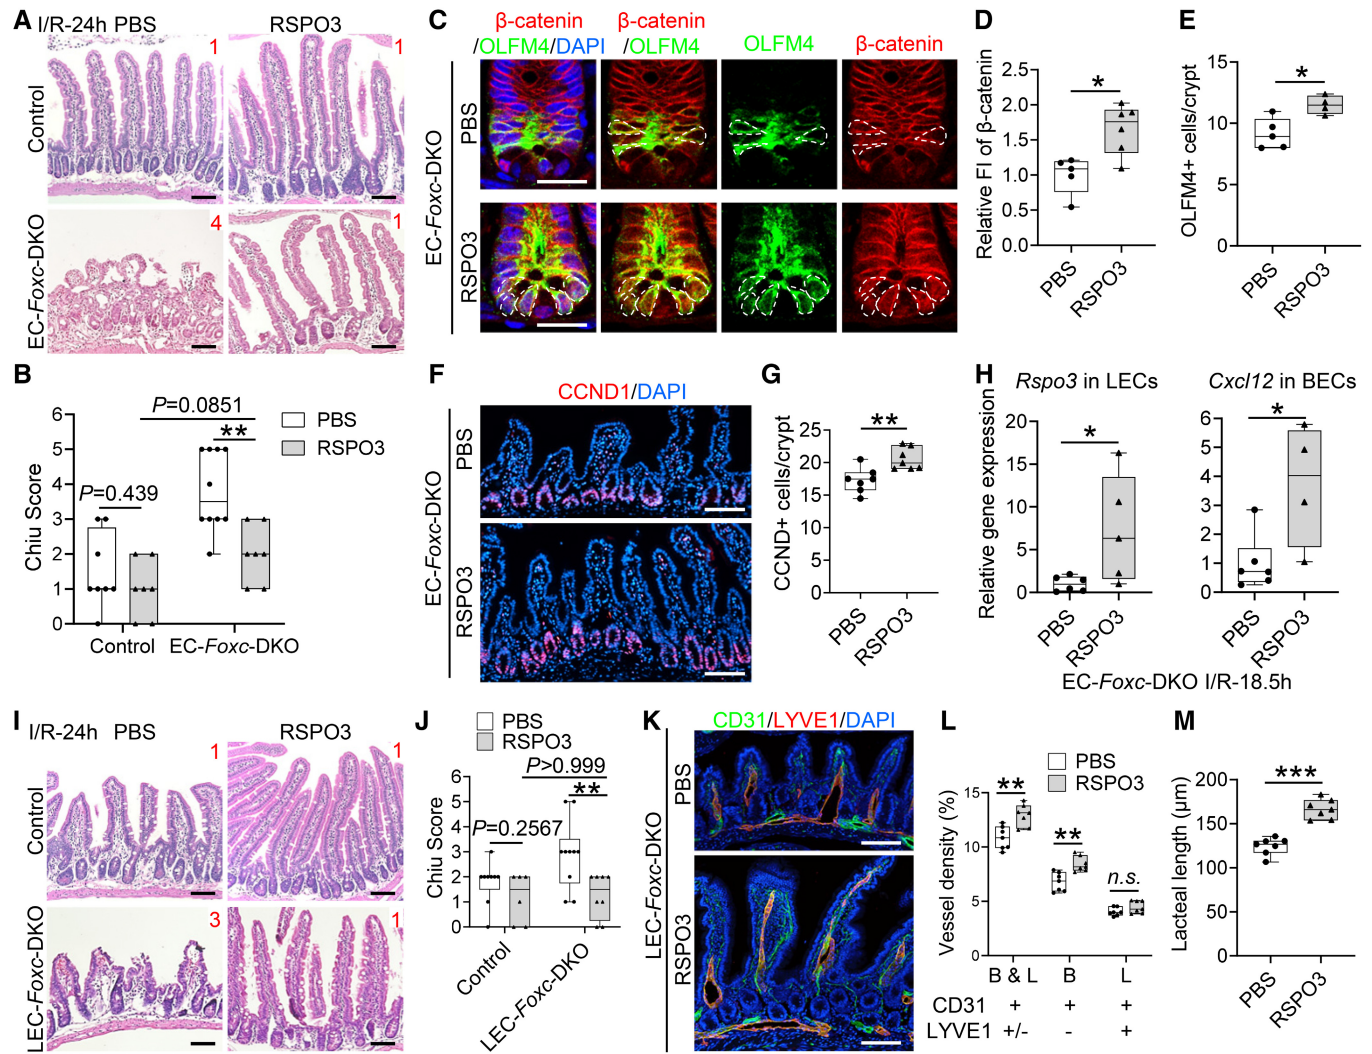 A
I/R-24h PBS
RSPO3
Control
EC-Foxc-DKO
1
1
4
1
B
Chiu Score
6
5
4
3
2
1
0
P=0.0851
**
P=0.439
PBS
RSPO3
Control
EC-Foxc-DKO
C
β-catenin
/OLFM4/DAPI
β-catenin
/OLFM4
OLFM4
β-catenin
EC-Foxc-DKO
PBS
RSPO3
D
Relative FI of β-catenin
2.5
2.0
1.5
1.0
0.5
0.0
*
PBS
RSPO3
E
OLFM4+ cells/crypt
15
10
5
0
*
PBS
RSPO3
F
CCND1/DAPI
EC-Foxc-DKO
PBS
RSPO3
G
CCND+ cells/crypt
25
20
15
10
5
0
**
PBS
RSPO3
H
Rspo3 in LECs
Relative gene expression
20
15
10
5
0
*
PBS
RSPO3
Cxcl12 in BECs
6
5
4
3
2
1
0
*
PBS
RSPO3
EC-Foxc-DKO I/R-18.5h
I
I/R-24h PBS
RSPO3
Control
LEC-Foxc-DKO
1
1
3
1
J
PBS
RSPO3
Chiu Score
6
5
4
3
2
1
0
P>0.999
**
P=0.2567
Control
LEC-Foxc-DKO
K
CD31/LYVE1/DAPI
LEC-Foxc-DKO
PBS
RSPO3
L
PBS
RSPO3
Vessel density (%)
15
10
5
0
**
**
n.s.
B & L B L
CD31 + + +
LYVE1 +/- - +
M
Lacteal length (µm)
200
150
100
50
0
***
PBS
RSPO3